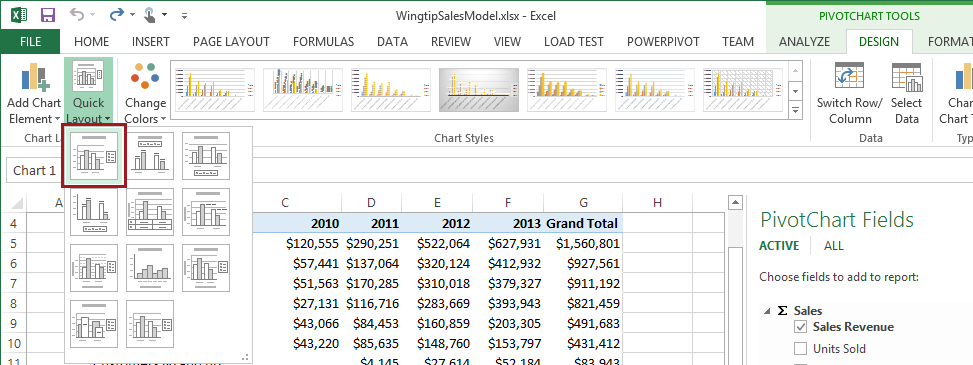 WingtipSalesModel.xlsx - Excel
PIVOTCHART TOOLS
FILE HOME INSERT PAGE LAYOUT FORMULAS DATA REVIEW VIEW LOAD TEST POWERPIVOT TEAM ANALYZE DESIGN FORMAT
Add Chart Element
Quick Layout
Change Colors
Switch Row/ Column
Select Data
Chan
Chart T
Chart L
Chart Styles
Data
Typ
Chart 1
A C D E F G H
4 2010 2011 2012 2013 Grand Total
5 $120,555 $290,251 $522,064 $627,931 $1,560,801
6 $57,441 $137,064 $320,124 $412,932 $927,561
7 $51,563 $170,285 $310,018 $379,327 $911,192
8 $27,131 $116,716 $283,669 $393,943 $821,459
9 $43,066 $84,453 $160,859 $203,305 $491,683
10 $43,220 $85,635 $148,760 $153,797 $431,412
11 $4,145 $27,614 $52,184 $83,943
PivotChart Fields
ACTIVE ALL
Choose fields to add to report:
Σ Sales
Sales Revenue
Units Sold